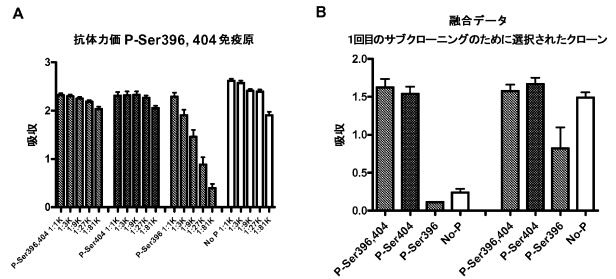 A
抗体力価 P-Ser396, 404 免疫原
吸収
3
2
1
0
P-Ser396,404 1:1K
1:3K
1:9K
1:27K
1:81K
P-Ser404 1:1K
1:3K
1:9K
1:27K
1:81K
P-Ser396 1:1K
1:3K
1:9K
1:27K
1:81K
No P 1:1K
1:3K
1:9K
1:27K
1:81K
B
融合データ
1回目のサブクローニングのために選択されたクローン
吸収
2.0
1.5
1.0
0.5
0.0
P-Ser396,404
P-Ser404
P-Ser396
No-P
P-Ser396,404
P-Ser404
P-Ser396
No-P